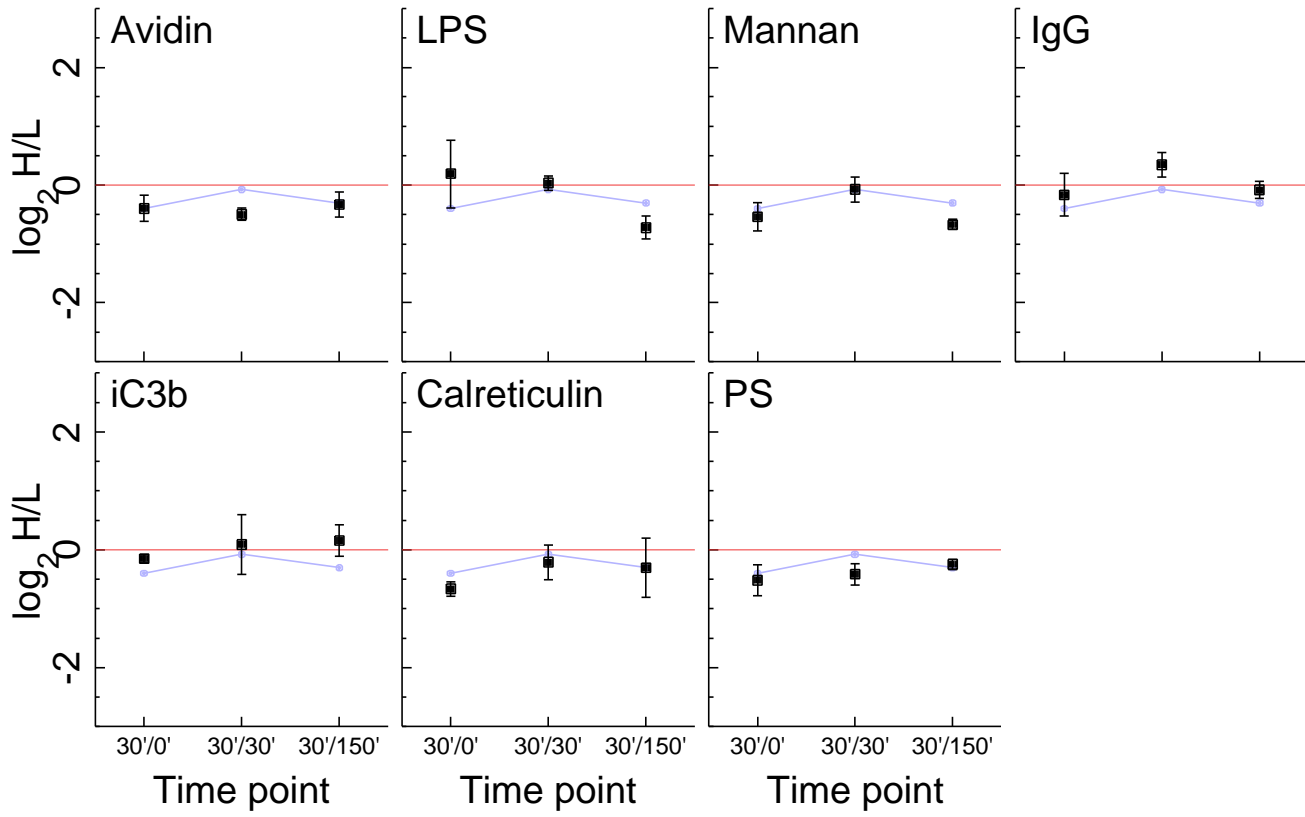 Avidin
LPS
Mannan
IgG
log2 H/L
2
0
-2
iC3b
Calreticulin
PS
log2 H/L
2
0
-2
30'/0' 30'/30' 30'/150'
30'/0' 30'/30' 30'/150'
30'/0' 30'/30' 30'/150'
Time point
Time point
Time point